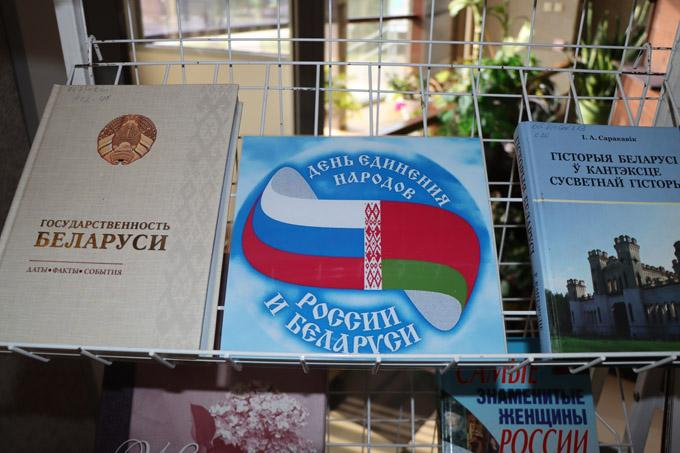 ГОСУДАРСТВЕННОСТЬ
БЕЛАРУСИ
ДАТЫ•ФАКТЫ•СОБЫТИЯ
ДЕНЬ ЕДИНЕНИЯ
НАРОДОВ
РОССИИ
И БЕЛАРУСИ
І. А. Саракавік
ГІСТОРЫЯ БЕЛАРУСІ
Ў КАНТЭКСЦЕ
СУСВЕТНАЙ ГІСТОРЫ
САМЫЕ
ЗНАМЕНИТЫЕ
ЖЕНЩИНЫ
РОССИИ